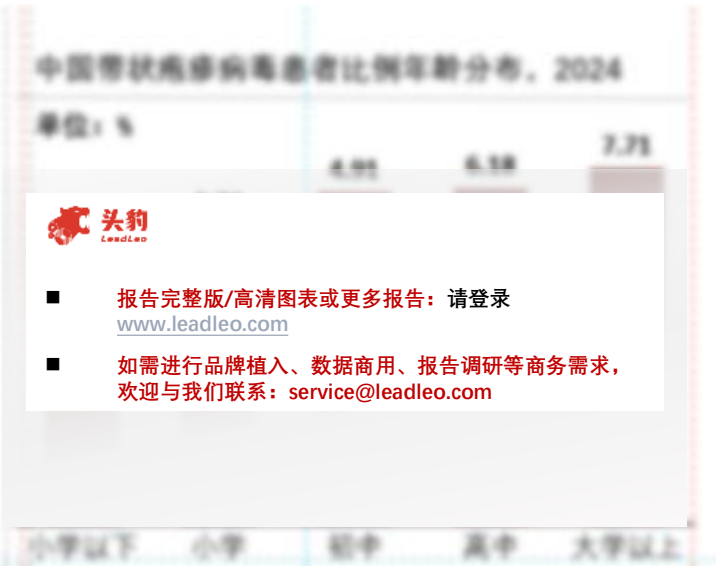 中国带状疱疹病毒患者比例年龄分布，2024
单位：%
7.71
4.91
6.18
头豹
LeadLeo
■ 报告完整版/高清图表或更多报告：请登录
www.leadleo.com
■ 如需进行品牌植入、数据商用、报告调研等商务需求，
欢迎与我们联系：service@leadleo.com
小学以下 小学 初中 高中 大学以上